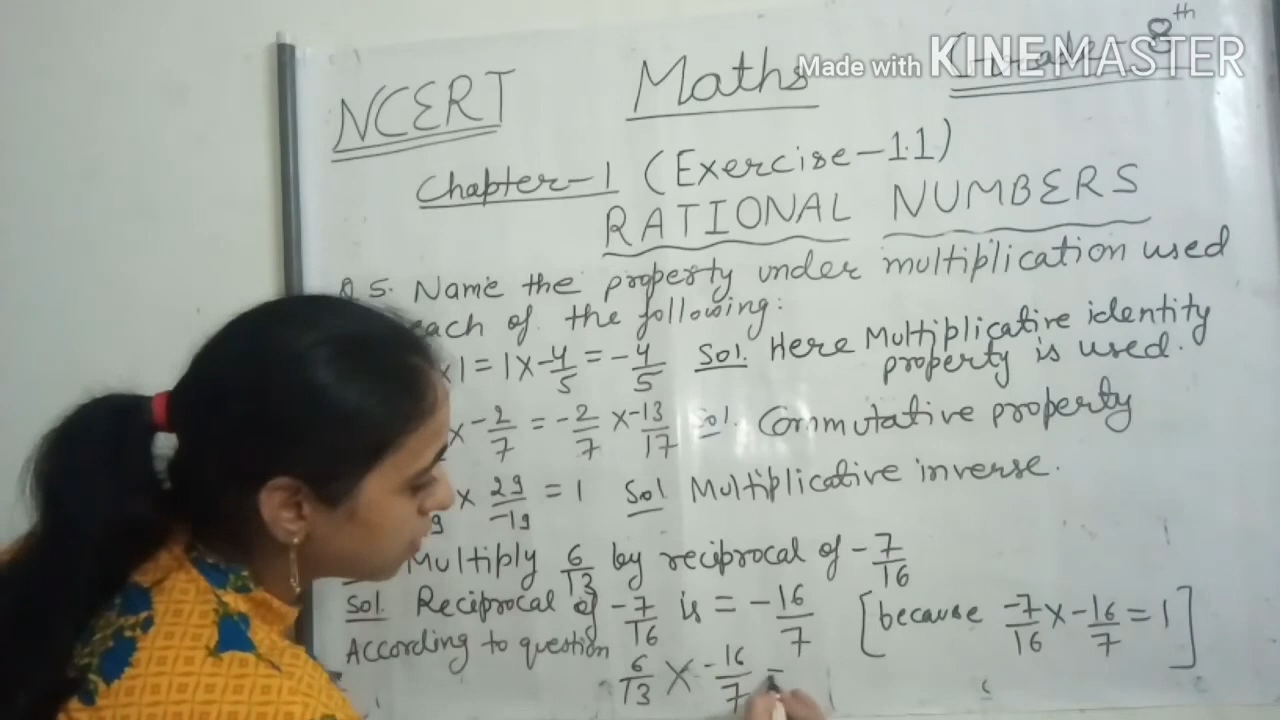 Made with KINEMASTER
NCERT Maths 8th
Chapter-1 (Exercise-1.1)
RATIONAL NUMBERS
Q 5. Name the property under multiplication used
each of the following:
x 1 = 1 x -4/5 = -4/5 Sol. Here Multiplicative identity
property is used.
x -2/7 = -2/7 x -13/17 Sol. Commutative property
x 29/-19 = 1 Sol Multiplicative inverse.
Multiply 6/13 by reciprocal of -7/16
Sol. Reciprocal of -7/16 is = -16/7 [because -7/16 x -16/7 = 1]
According to question
6/13 x -16/7 =